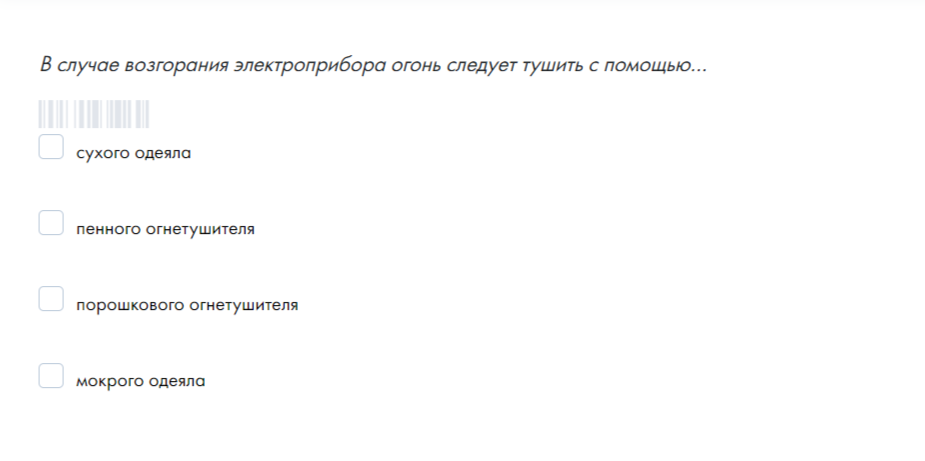 В случае возгорания электроприбора огонь следует тушить с помощью...
сухого одеяла
пенного огнетушителя
порошкового огнетушителя
мокрого одеяла